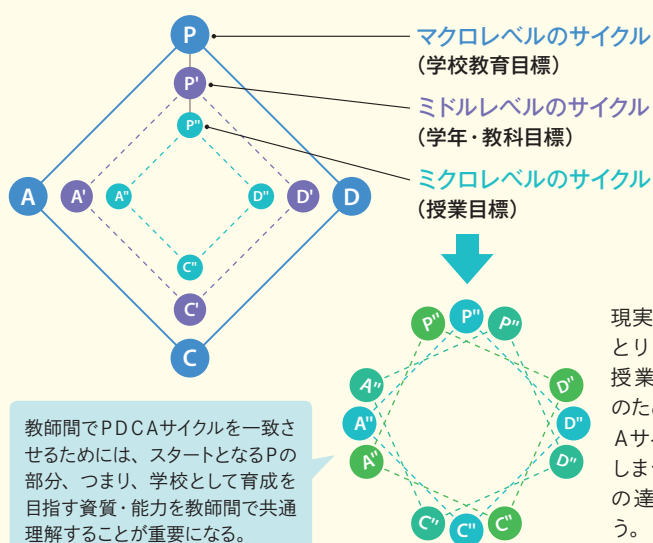 P
マクロレベルのサイクル
(学校教育目標)
P'
ミドルレベルのサイクル
(学年・教科目標)
P"
ミクロレベルのサイクル
(授業目標)
A
A'
A"
D"
D'
D
C"
C'
C
P"
P"
P"
A"
A"
A"
D"
D"
D"
C"
C"
C"
現実
とり
授業
のため
Aサイ
しま
の達
う。
教師間でPDCAサイクルを一致さ
せるためには、スタートとなるPの
部分、つまり、学校として育成を
目指す資質・能力を教師間で共通
理解することが重要になる。